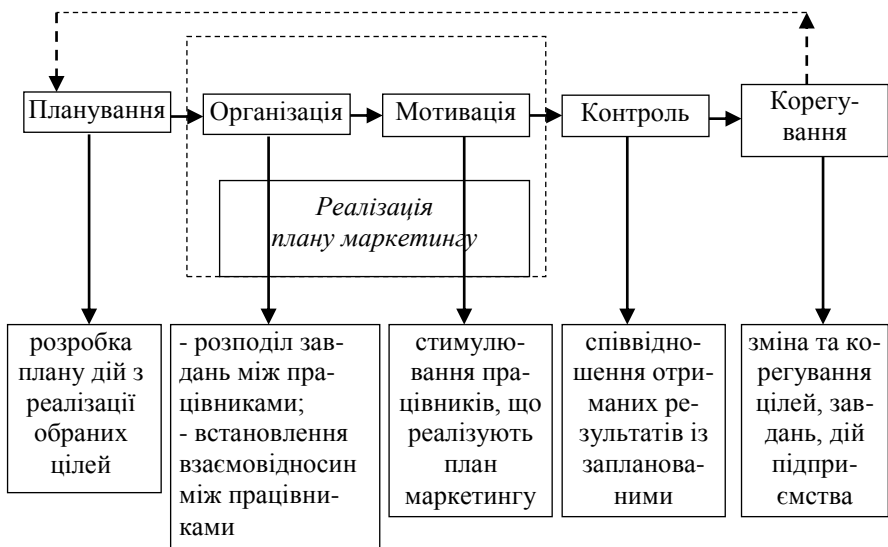 Планування
Організація
Мотивація
Контроль
Корегу-
вання
Реалізація
плану маркетингу
розробка
плану дій з
реалізації
обраних
цілей
- розподіл зав-
дань між пра-
цівниками;
- встановлення
взаємовідносин
між працівни-
ками
стимулю-
вання пра-
цівників, що
реалізують
план
маркетингу
співвідно-
шення отри-
маних ре-
зультатів із
запланова-
ними
зміна та ко-
регування
цілей, зав-
дань, дій
підпри-
ємства